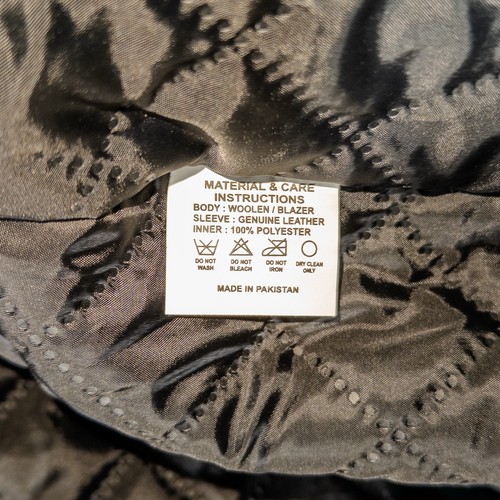 MATERIAL & CARE
INSTRUCTIONS
BODY : WOOLEN / BLAZER
SLEEVE : GENUINE LEATHER
INNER : 100% POLYESTER
DO NOT WASH
DO NOT BLEACH
DO NOT IRON
DRY CLEAN ONLY
MADE IN PAKISTAN